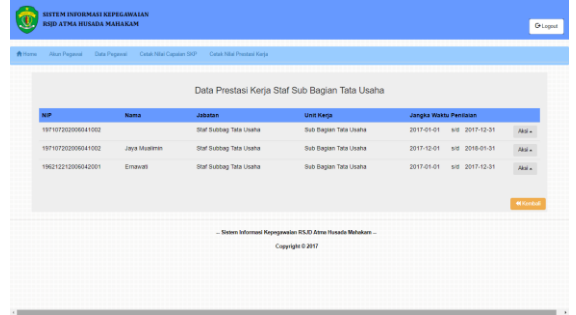 SISTEM INFORMASI KEPEGAWAIAN
RSJD ATMA HUSADA MAHAKAM
Logout
Home Akun Pegawai Data Pegawai Cetak Nilai Capaian SKP Cetak Nilai Prestasi Kerja
Data Prestasi Kerja Staf Sub Bagian Tata Usaha
NIP Nama Jabatan Unit Kerja Jangka Waktu Penilaian
197107202006041002 Staf Subbag Tata Usaha Sub Bagian Tata Usaha 2017-01-01 s/d 2017-12-31 Aksi
197107202006041002 Jaya Mualimin Staf Subbag Tata Usaha Sub Bagian Tata Usaha 2017-12-01 s/d 2018-01-31 Aksi
196212212006042001 Ernawati Staf Subbag Tata Usaha Sub Bagian Tata Usaha 2017-01-01 s/d 2017-12-31 Aksi
Kembali
-- Sistem Informasi Kepegawaian RSJD Atma Husada Mahakam --
Copyright © 2017